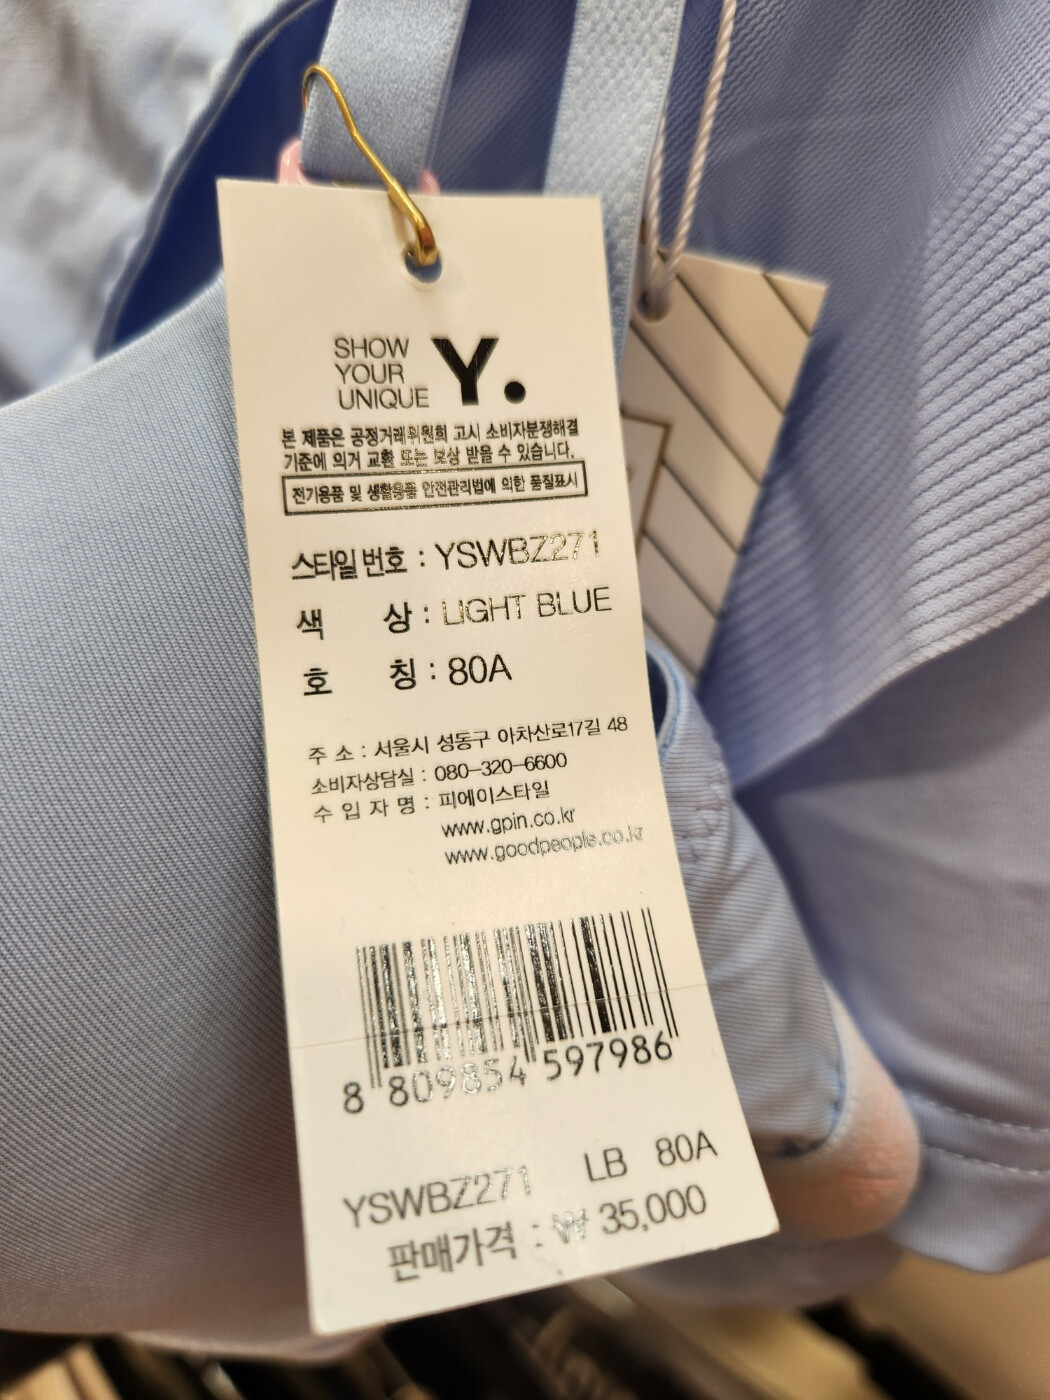 SHOW
YOUR
UNIQUE
Y.
본 제품은 공정거래위원회 고시 소비자분쟁해결
기준에 의거 교환 또는 보상 받을 수 있습니다.
전기용품 및 생활용품 안전관리법에 의한 품질표시
스타일 번호 : YSWBZ271
색 상 : LIGHT BLUE
호 칭 : 80A
주 소 : 서울시 성동구 아차산로17길 48
소비자상담실 : 080-320-6600
수 입 자 명 : 피에이스타일
www.gpin.co.kr
www.goodpeople.co.kr
8 809854 597986
YSWBZ271 LB 80A
판매가격 : ₩ 35,000